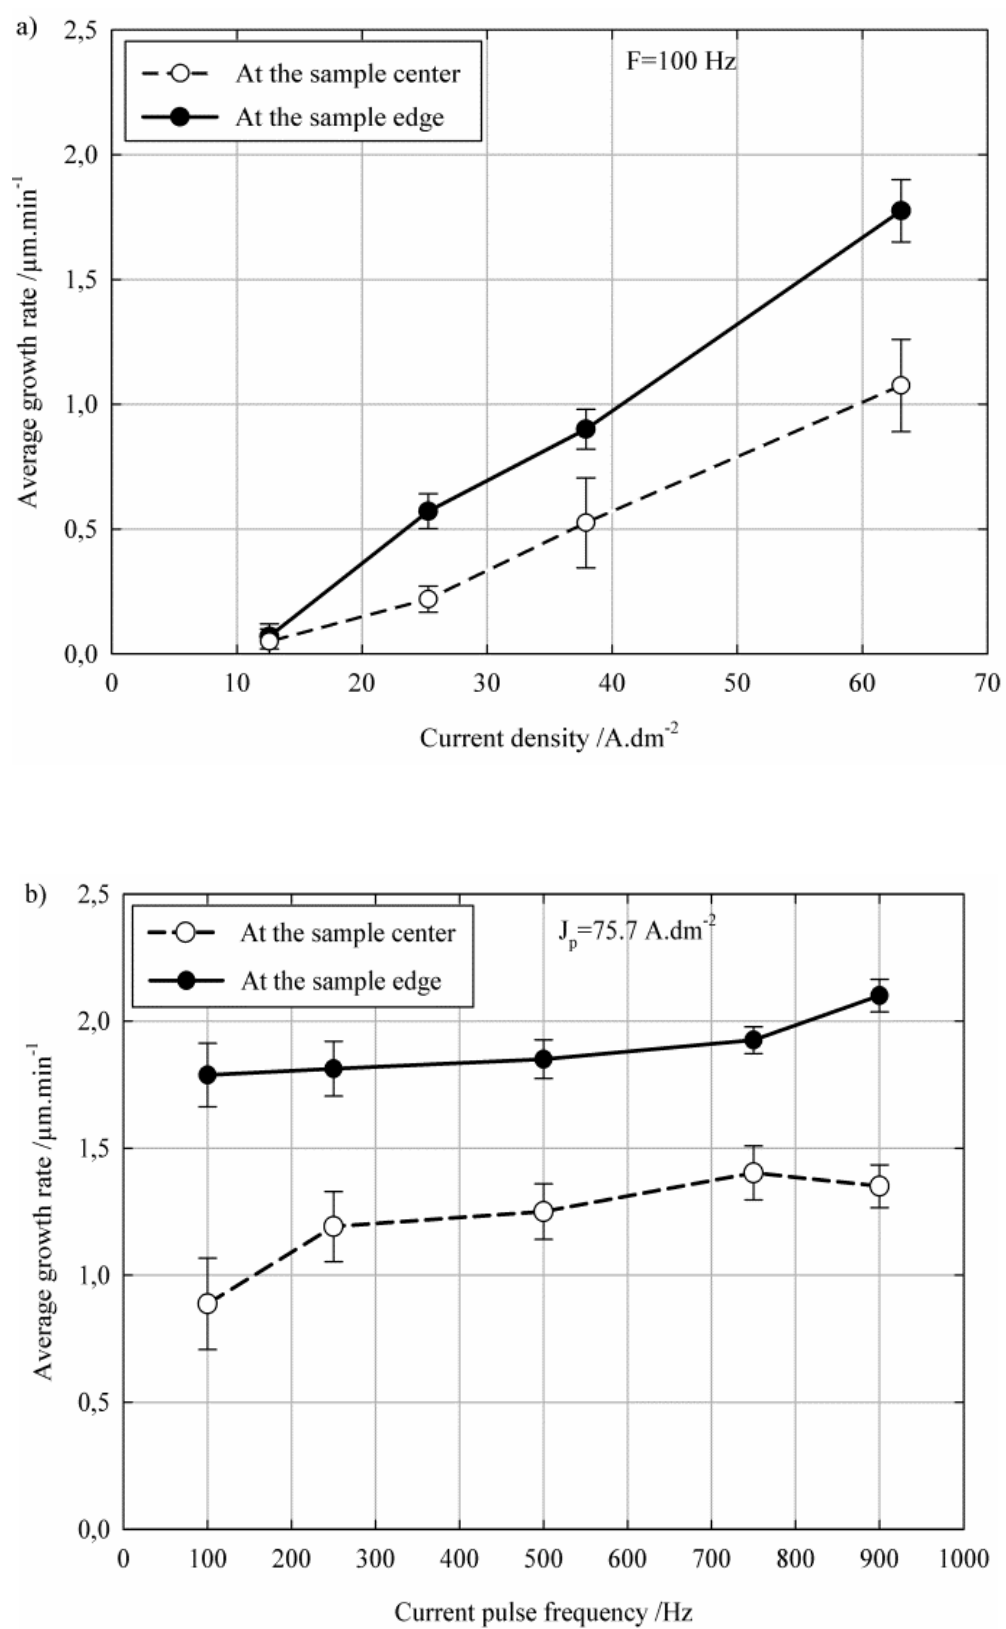 a)
2,5
2,0
1,5
1,0
0,5
0,0
Average growth rate /µm.min⁻¹
At the sample center
At the sample edge
F=100 Hz
0 10 20 30 40 50 60 70
Current density /A.dm⁻²
b)
2,5
2,0
1,5
1,0
0,5
0,0
Average growth rate /µm.min⁻¹
At the sample center
At the sample edge
Jₚ=75.7 A.dm⁻²
0 100 200 300 400 500 600 700 800 900 1000
Current pulse frequency /Hz